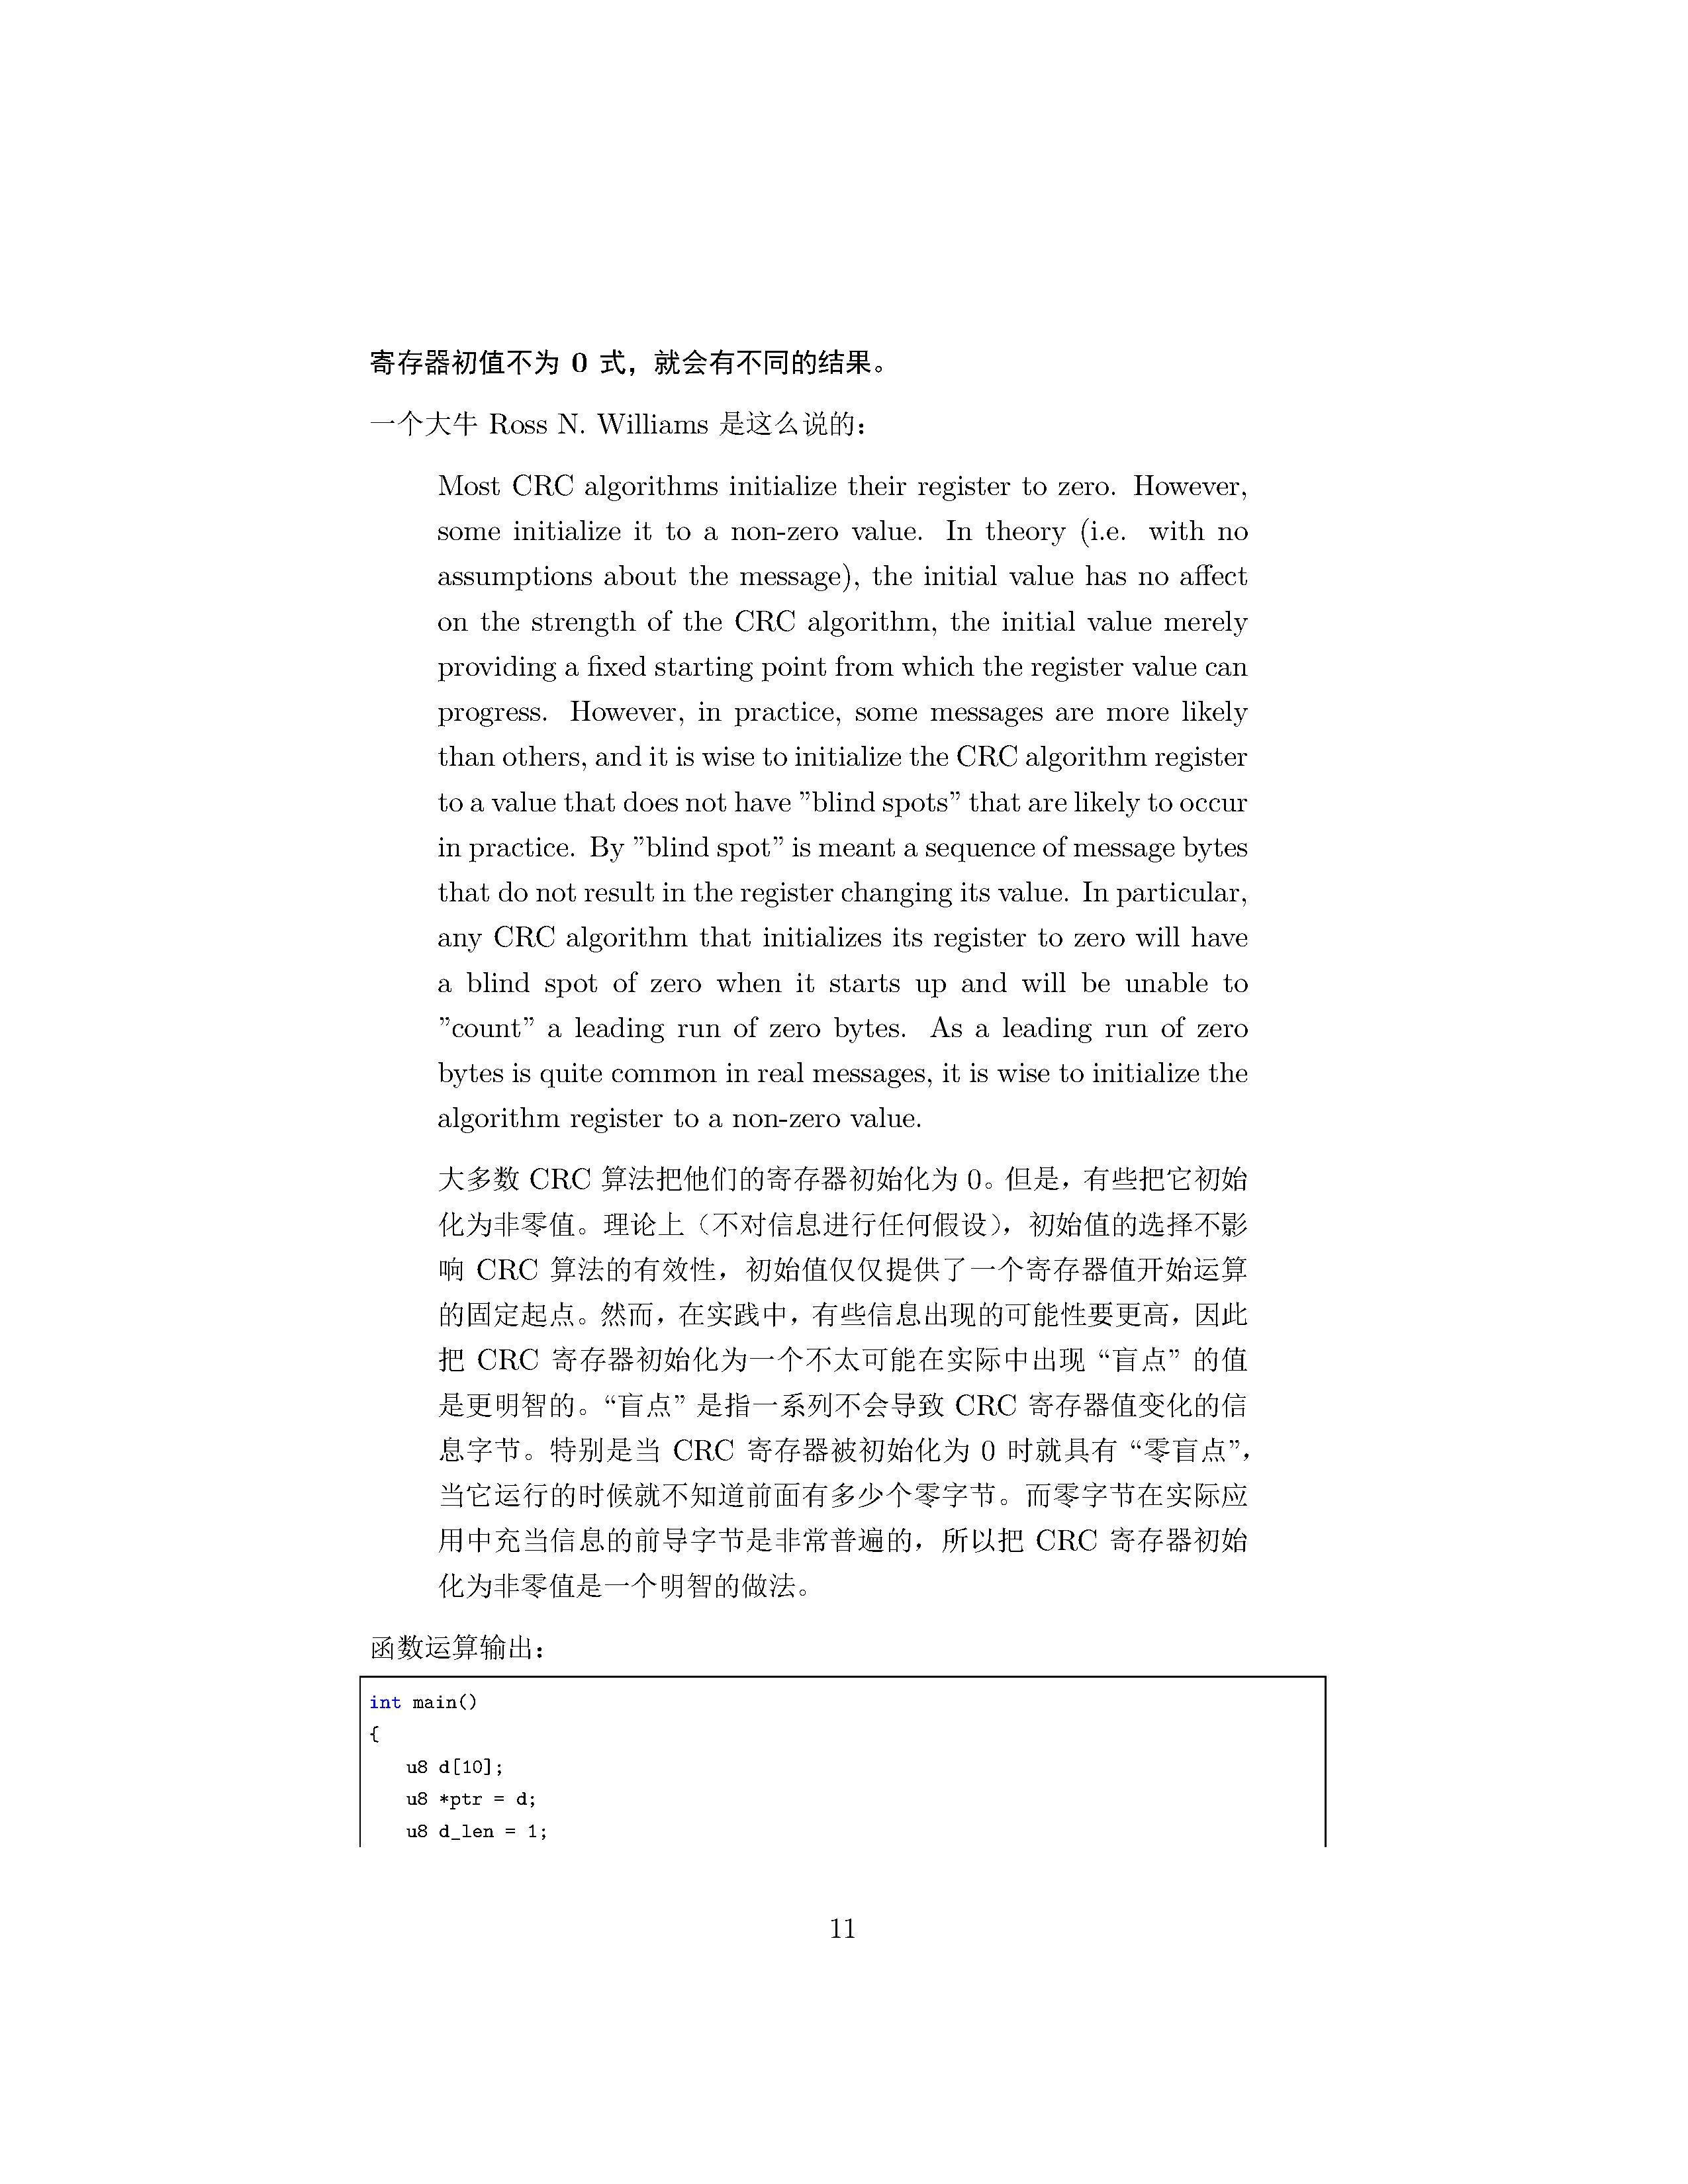 寄存器初值不为 0 式，就会有不同的结果。
一个大牛 Ross N. Williams 是这么说的：
Most CRC algorithms initialize their register to zero. However,
some initialize it to a non-zero value. In theory (i.e. with no
assumptions about the message), the initial value has no affect
on the strength of the CRC algorithm, the initial value merely
providing a fixed starting point from which the register value can
progress. However, in practice, some messages are more likely
than others, and it is wise to initialize the CRC algorithm register
to a value that does not have ”blind spots” that are likely to occur
in practice. By ”blind spot” is meant a sequence of message bytes
that do not result in the register changing its value. In particular,
any CRC algorithm that initializes its register to zero will have
a blind spot of zero when it starts up and will be unable to
”count” a leading run of zero bytes. As a leading run of zero
bytes is quite common in real messages, it is wise to initialize the
algorithm register to a non-zero value.
大多数 CRC 算法把他们的寄存器初始化为 0。但是，有些把它初始
化为非零值。理论上（不对信息进行任何假设），初始值的选择不影
响 CRC 算法的有效性，初始值仅仅提供了一个寄存器值开始运算
的固定起点。然而，在实践中，有些信息出现的可能性要更高，因此
把 CRC 寄存器初始化为一个不太可能在实际中出现 “盲点” 的值
是更明智的。“盲点” 是指一系列不会导致 CRC 寄存器值变化的信
息字节。特别是当 CRC 寄存器被初始化为 0 时就具有 “零盲点”，
当它运行的时候就不知道前面有多少个零字节。而零字节在实际应
用中充当信息的前导字节是非常普遍的，所以把 CRC 寄存器初始
化为非零值是一个明智的做法。
函数运算输出：
int main()
{
u8 d[10];
u8 *ptr = d;
u8 d_len = 1;
11